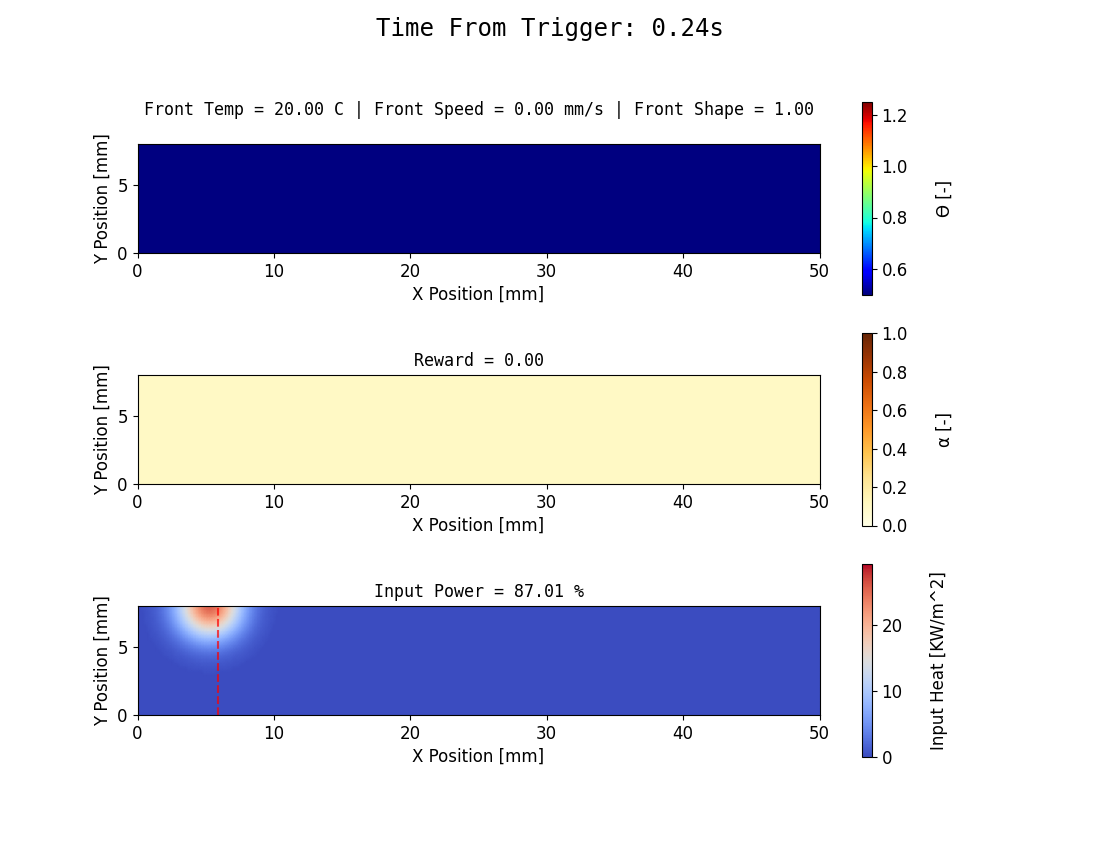 Time From Trigger: 0.24s
Front Temp = 20.00 C | Front Speed = 0.00 mm/s | Front Shape = 1.00
Y Position [mm]
5
0
0 10 20 30 40 50
X Position [mm]
1.2
1.0
0.8
0.6
ϴ [-]
Reward = 0.00
Y Position [mm]
5
0
0 10 20 30 40 50
X Position [mm]
1.0
0.8
0.6
0.4
0.2
0.0
α [-]
Input Power = 87.01 %
Y Position [mm]
5
0
0 10 20 30 40 50
X Position [mm]
20
10
0
Input Heat [KW/m^2]